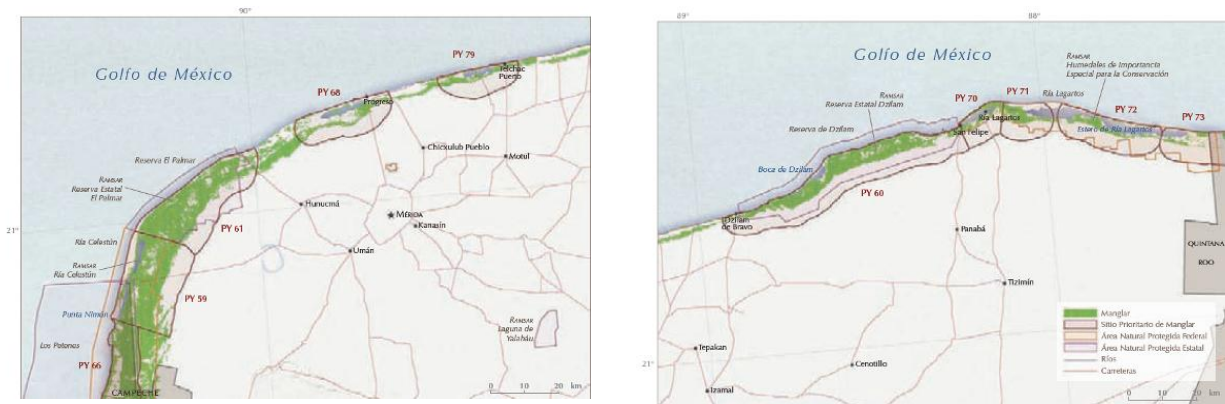 90°
21°
Golfo de México
PY 79
Telchac
Puerto
PY 68
Progreso
Chicxulub Pueblo
Motul
Reserva El Palmar
RAMSAR
Reserva Estatal
El Palmar
Hunucmá
MÉRIDA
Kanasín
Umán
PY 61
Ría Celestún
RAMSAR
Ría Celestún
PY 59
Punta Nimún
Los Petenes
PY 66
CAMPECHE
RAMSAR
Laguna de
Yalaháu
0 10 20 km
89°
88°
Golfo de México
RAMSAR
Humedales de Importancia
Especial para la Conservación
RAMSAR
Reserva Estatal Dzilam
Reserva de Dzilam
PY 70
PY 71
Ría Lagartos
Ría Lagartos
PY 72
PY 73
San Felipe
Estero de Río Lagartos
Boca de Dzilam
PY 60
Dzilam
de Bravo
Panabá
Tizimín
QUINTANA
ROO
21°
Tepakan
Cenotillo
Izamal
Manglar
Sitio Prioritario de Manglar
Área Natural Protegida Federal
Área Natural Protegida Estatal
Ríos
Carreteras
0 10 20 km